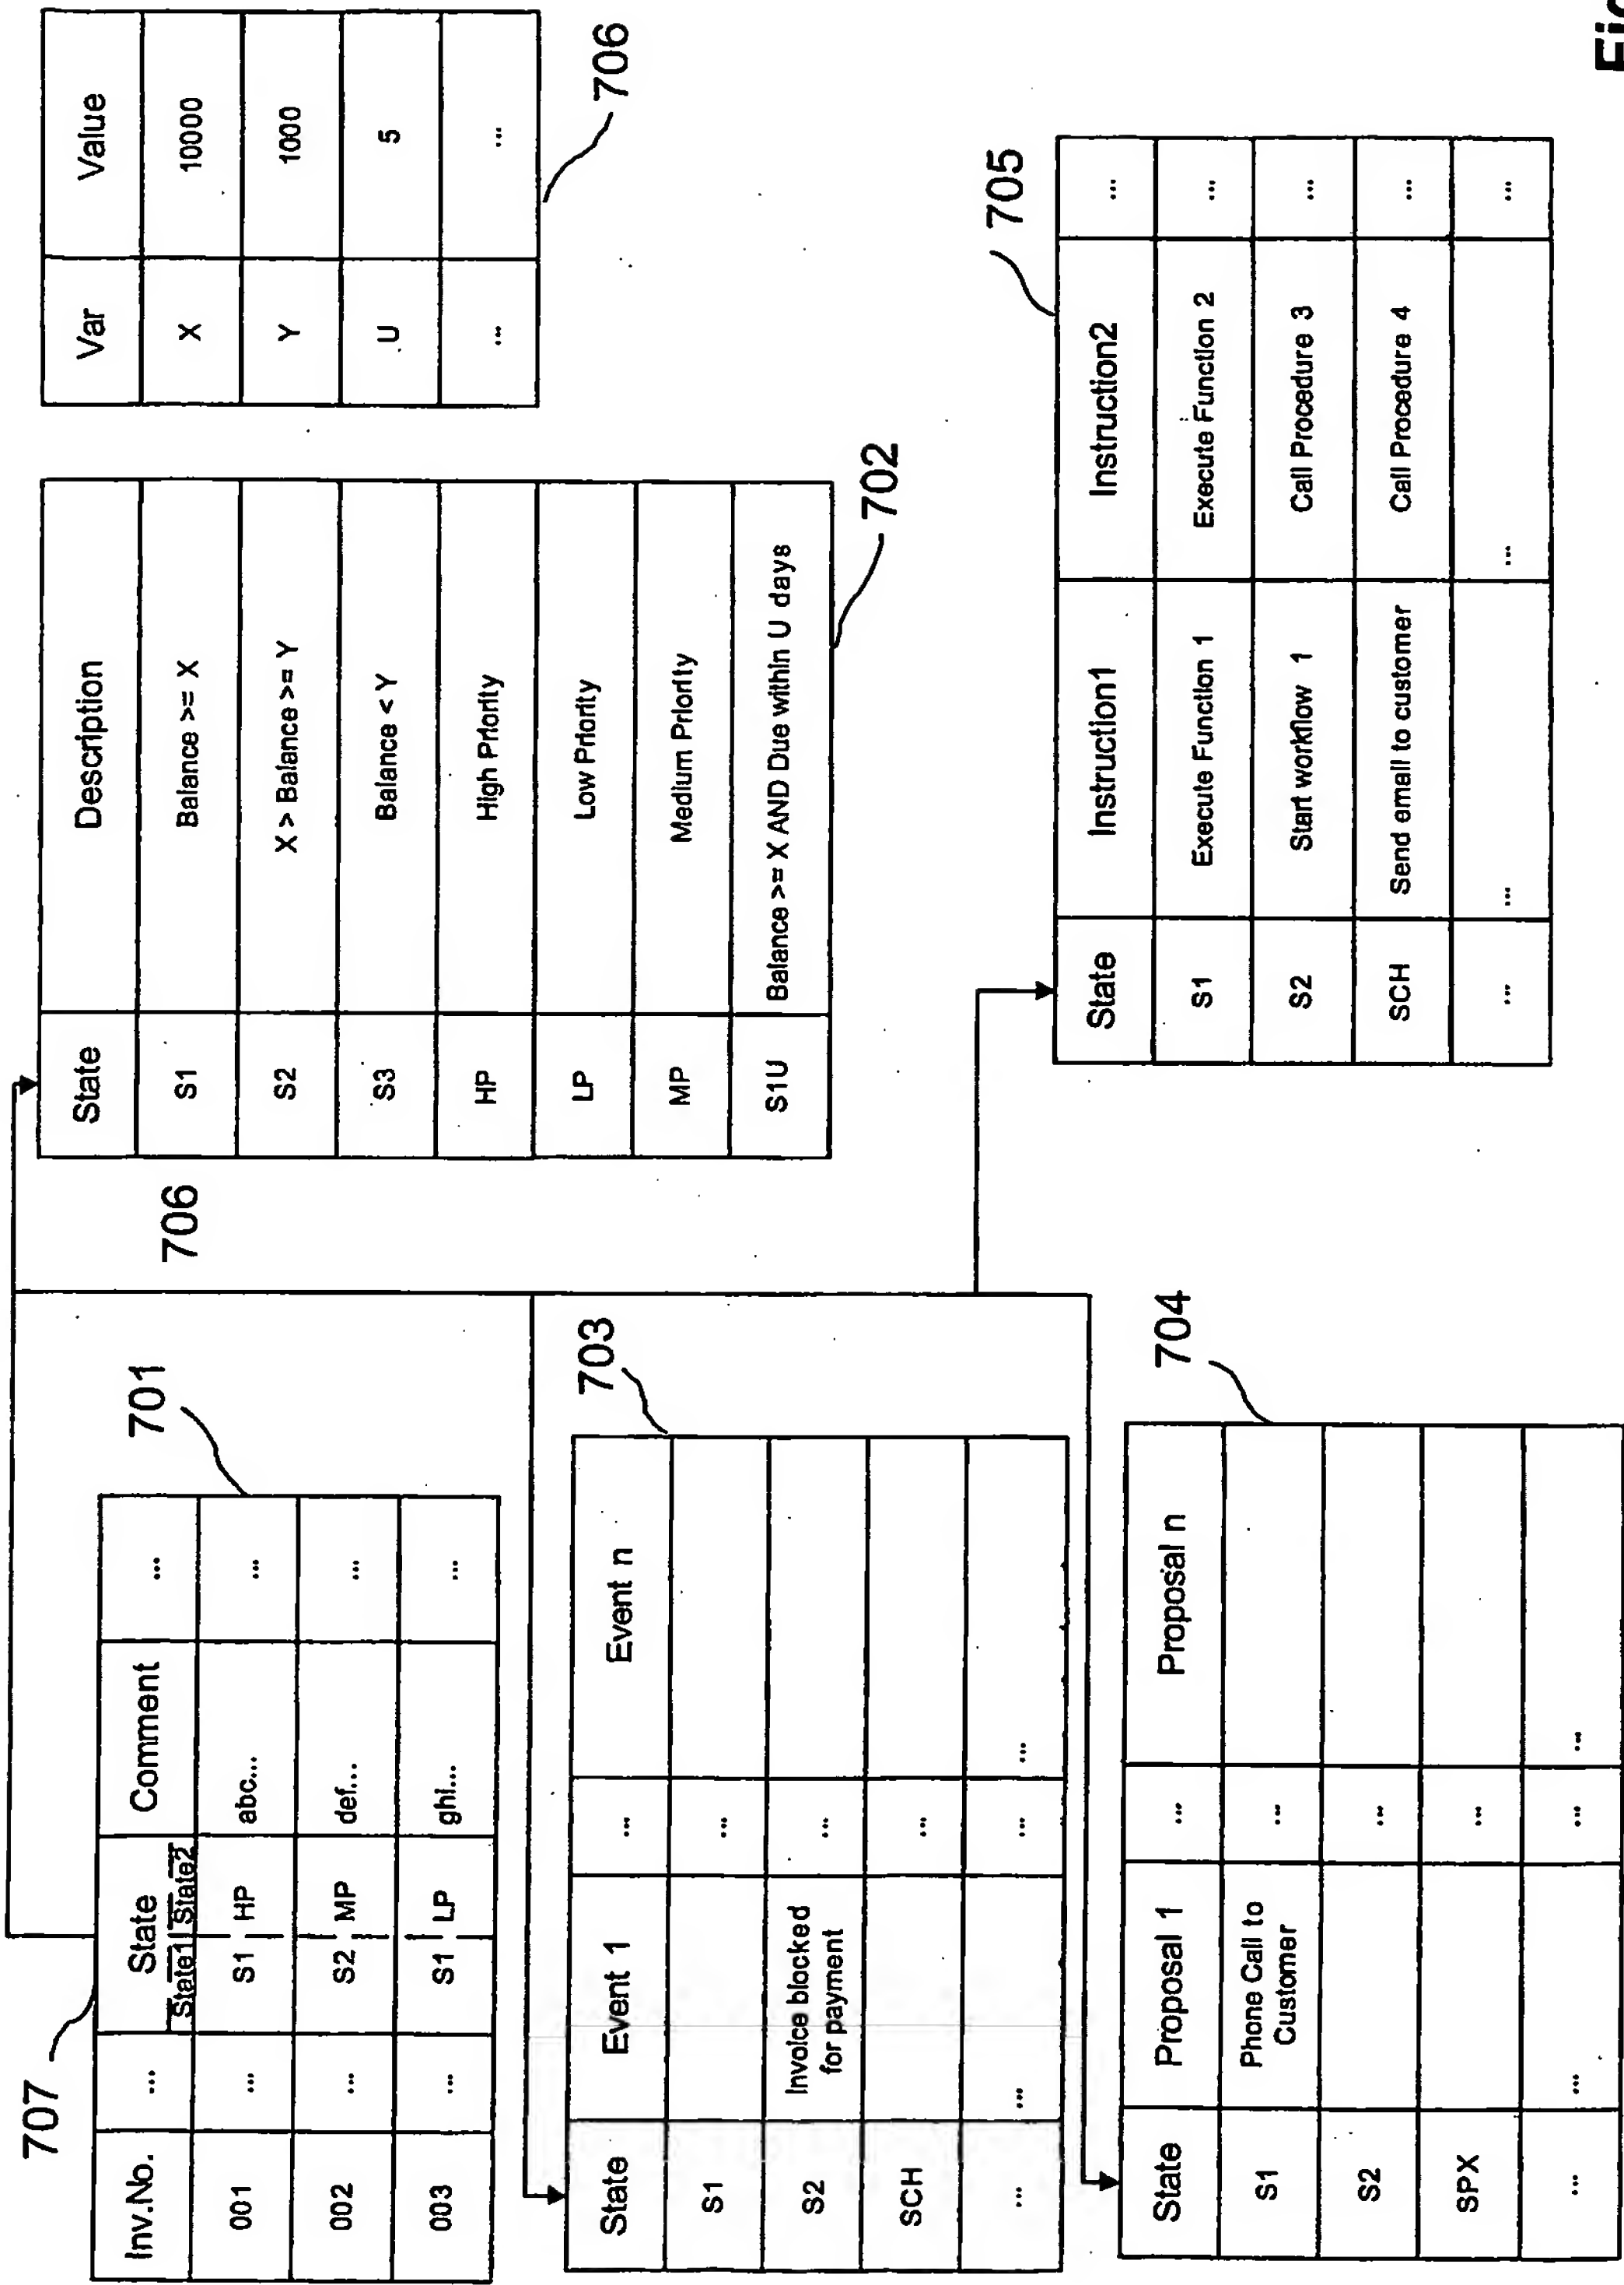 707
701
Inv.No. ... State Comment ...
State1 State2
001 ... S1 HP abc... ...
002 ... S2 MP def... ...
003 ... S1 LP ghi... ...
706
State Description
S1 Balance >= X
S2 X > Balance >= Y
S3 Balance < Y
HP High Priority
LP Low Priority
MP Medium Priority
S1U Balance >= X AND Due within U days
702
Var Value
X 10000
Y 1000
U 5
... ...
706
703
State Event 1 ... Event n
S1 ...
S2 Invoice blocked ...
for payment
SCH ...
... ... ... ...
704
State Proposal 1 ... Proposal n
S1 Phone Call to ...
Customer
S2 ...
SPX ...
... ... ... ...
705
State Instruction1 Instruction2 ...
S1 Execute Function 1 Execute Function 2 ...
S2 Start workflow 1 Call Procedure 3 ...
SCH Send email to customer Call Procedure 4 ...
... ... ... ...